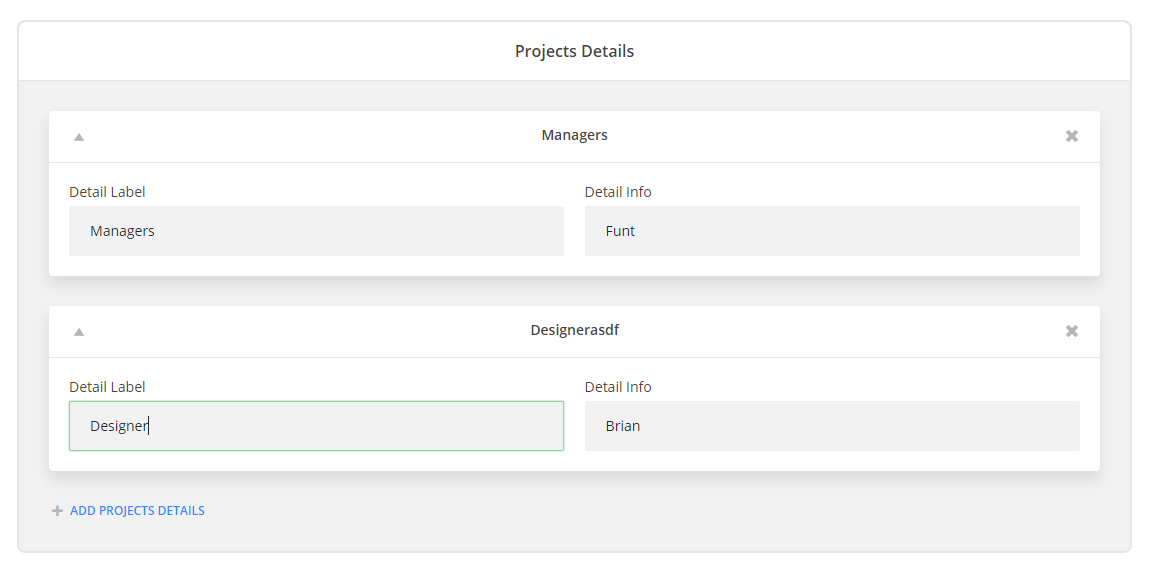 Projects Details
Managers
Detail Label Detail Info
Managers Funt
Designerasdf
Detail Label Detail Info
Designer Brian
ADD PROJECTS DETAILS